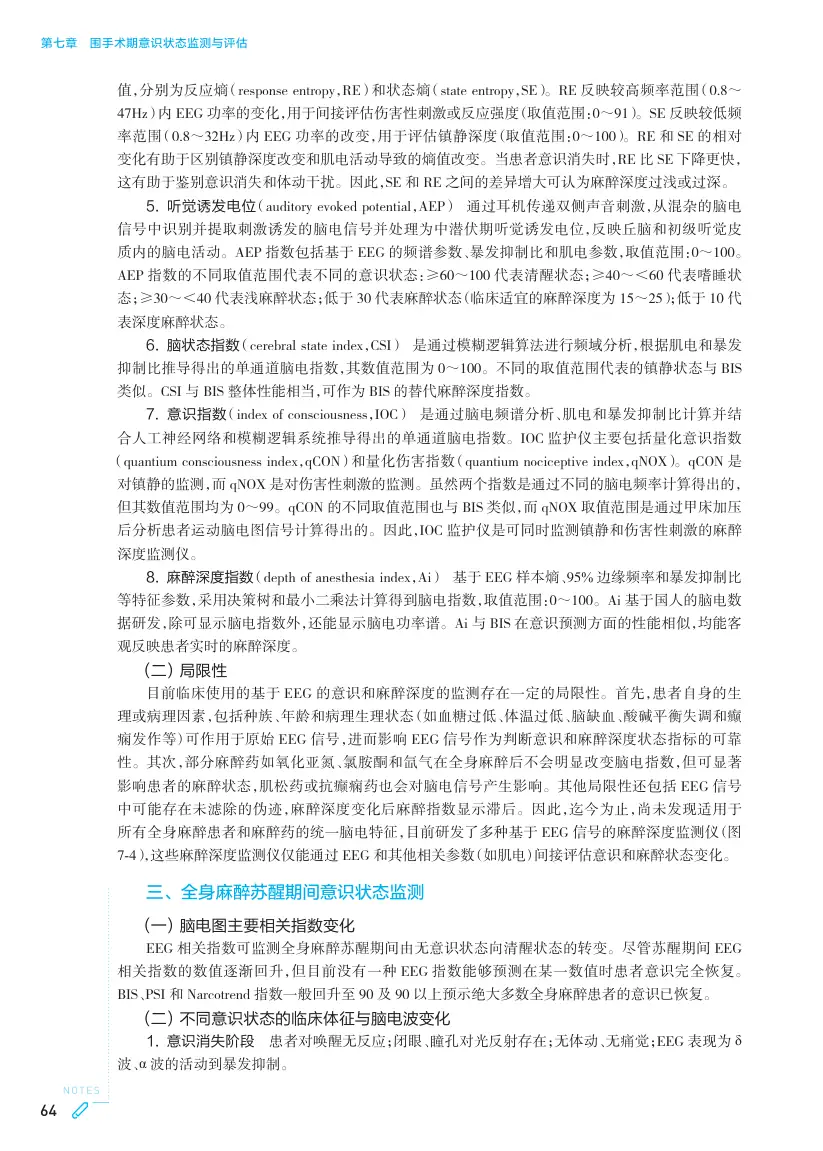 第七章　围手术期意识状态监测与评估
值,分别为反应熵(response entropy,RE)和状态熵(state entropy,SE)。RE 反映较高频率范围(0.8～
47Hz)内 EEG 功率的变化,用于间接评估伤害性刺激或反应强度(取值范围:0～91)。SE 反映较低频
率范围(0.8～32Hz)内 EEG 功率的改变,用于评估镇静深度(取值范围:0～100)。RE 和 SE 的相对
变化有助于区别镇静深度改变和肌电活动导致的熵值改变。当患者意识消失时,RE 比 SE 下降更快,
这有助于鉴别意识消失和体动干扰。因此,SE 和 RE 之间的差异增大可认为麻醉深度过浅或过深。
5. 听觉诱发电位(auditory evoked potential,AEP)　通过耳机传递双侧声音刺激,从混杂的脑电
信号中识别并提取刺激诱发的脑电信号并处理为中潜伏期听觉诱发电位,反映丘脑和初级听觉皮
质内的脑电活动。AEP 指数包括基于 EEG 的频谱参数、暴发抑制比和肌电参数,取值范围:0～100。
AEP 指数的不同取值范围代表不同的意识状态:≥60～100 代表清醒状态;≥40～<60 代表嗜睡状
态;≥30～<40 代表浅麻醉状态;低于 30 代表麻醉状态(临床适宜的麻醉深度为 15～25);低于 10 代
表深度麻醉状态。
6. 脑状态指数(cerebral state index,CSI)　是通过模糊逻辑算法进行频域分析,根据肌电和暴发
抑制比推导得出的单通道脑电指数,其数值范围为 0～100。不同的取值范围代表的镇静状态与 BIS
类似。CSI 与 BIS 整体性能相当,可作为 BIS 的替代麻醉深度指数。
7. 意识指数(index of consciousness,IOC)　是通过脑电频谱分析、肌电和暴发抑制比计算并结
合人工神经网络和模糊逻辑系统推导得出的单通道脑电指数。IOC 监护仪主要包括量化意识指数
(quantium consciousness index,qCON)和量化伤害指数(quantium nociceptive index,qNOX)。qCON 是
对镇静的监测,而 qNOX 是对伤害性刺激的监测。虽然两个指数是通过不同的脑电频率计算得出的,
但其数值范围均为 0～99。qCON 的不同取值范围也与 BIS 类似,而 qNOX 取值范围是通过甲床加压
后分析患者运动脑电图信号计算得出的。因此,IOC 监护仪是可同时监测镇静和伤害性刺激的麻醉
深度监测仪。
8. 麻醉深度指数(depth of anesthesia index,Ai)　基于 EEG 样本熵、95% 边缘频率和暴发抑制比
等特征参数,采用决策树和最小二乘法计算得到脑电指数,取值范围:0～100。Ai 基于国人的脑电数
据研发,除可显示脑电指数外,还能显示脑电功率谱。Ai 与 BIS 在意识预测方面的性能相似,均能客
观反映患者实时的麻醉深度。
(二)局限性
目前临床使用的基于 EEG 的意识和麻醉深度的监测存在一定的局限性。首先,患者自身的生
理或病理因素,包括种族、年龄和病理生理状态(如血糖过低、体温过低、脑缺血、酸碱平衡失调和癫
痫发作等)可作用于原始 EEG 信号,进而影响 EEG 信号作为判断意识和麻醉深度状态指标的可靠
性。其次,部分麻醉药如氧化亚氮、氯胺酮和氙气在全身麻醉后不会明显改变脑电指数,但可显著
影响患者的麻醉状态,肌松药或抗癫痫药也会对脑电信号产生影响。其他局限性还包括 EEG 信号
中可能存在未滤除的伪迹,麻醉深度变化后麻醉指数显示滞后。因此,迄今为止,尚未发现适用于
所有全身麻醉患者和麻醉药的统一脑电特征,目前研发了多种基于 EEG 信号的麻醉深度监测仪(图
7-4),这些麻醉深度监测仪仅能通过 EEG 和其他相关参数(如肌电)间接评估意识和麻醉状态变化。
三、全身麻醉苏醒期间意识状态监测
(一)脑电图主要相关指数变化
EEG 相关指数可监测全身麻醉苏醒期间由无意识状态向清醒状态的转变。尽管苏醒期间 EEG
相关指数的数值逐渐回升,但目前没有一种 EEG 指数能够预测在某一数值时患者意识完全恢复。
BIS、PSI 和 Narcotrend 指数一般回升至 90 及 90 以上预示绝大多数全身麻醉患者的意识已恢复。
(二)不同意识状态的临床体征与脑电波变化
1. 意识消失阶段　患者对唤醒无反应;闭眼、瞳孔对光反射存在;无体动、无痛觉;EEG 表现为 δ
波、α 波的活动到暴发抑制。
NOTES
64